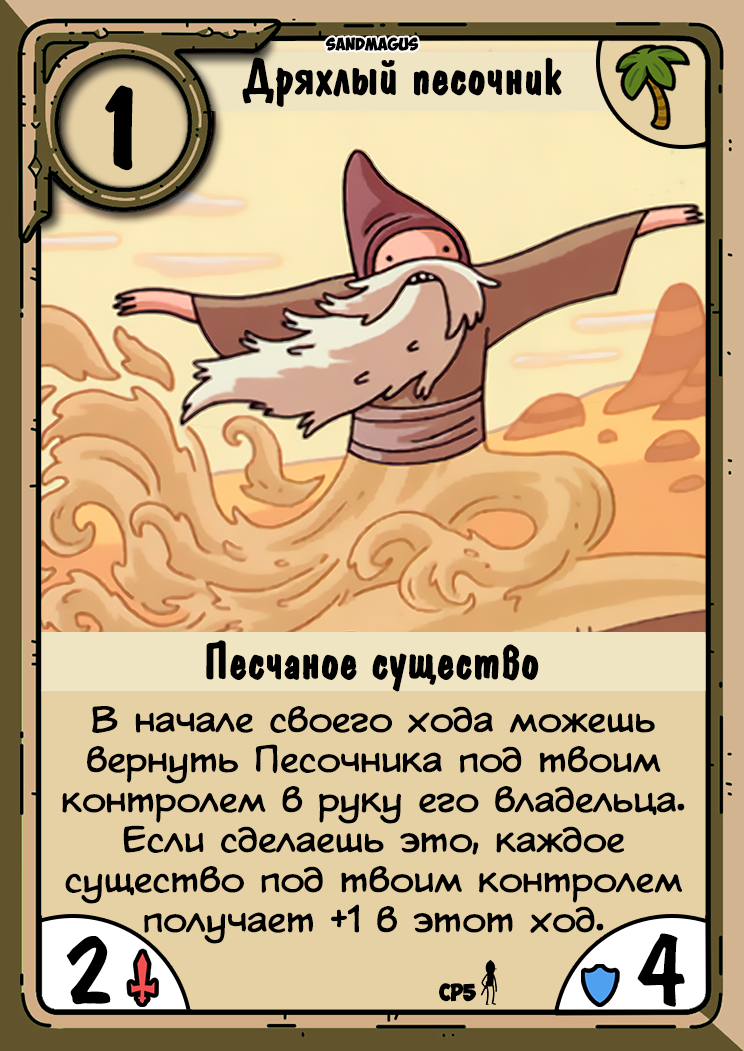 SANDMAGUS
Дряхлый песочник
1
Песчаное существо
В начале своего хода можешь
вернуть Песочника под твоим
контролем в руку его владельца.
Если сделаешь это, каждое
существо под твоим контролем
получает +1 в этот ход.
2
CP5
4